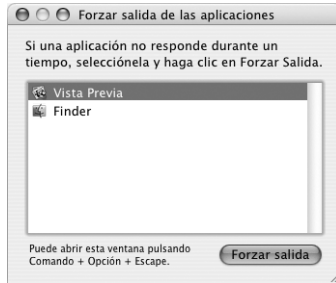 Forzar salida de las aplicaciones
Si una aplicación no responde durante un
tiempo, selecciónela y haga clic en Forzar Salida.
Vista Previa
Finder
Puede abrir esta ventana pulsando
Comando + Opción + Escape.
Forzar salida